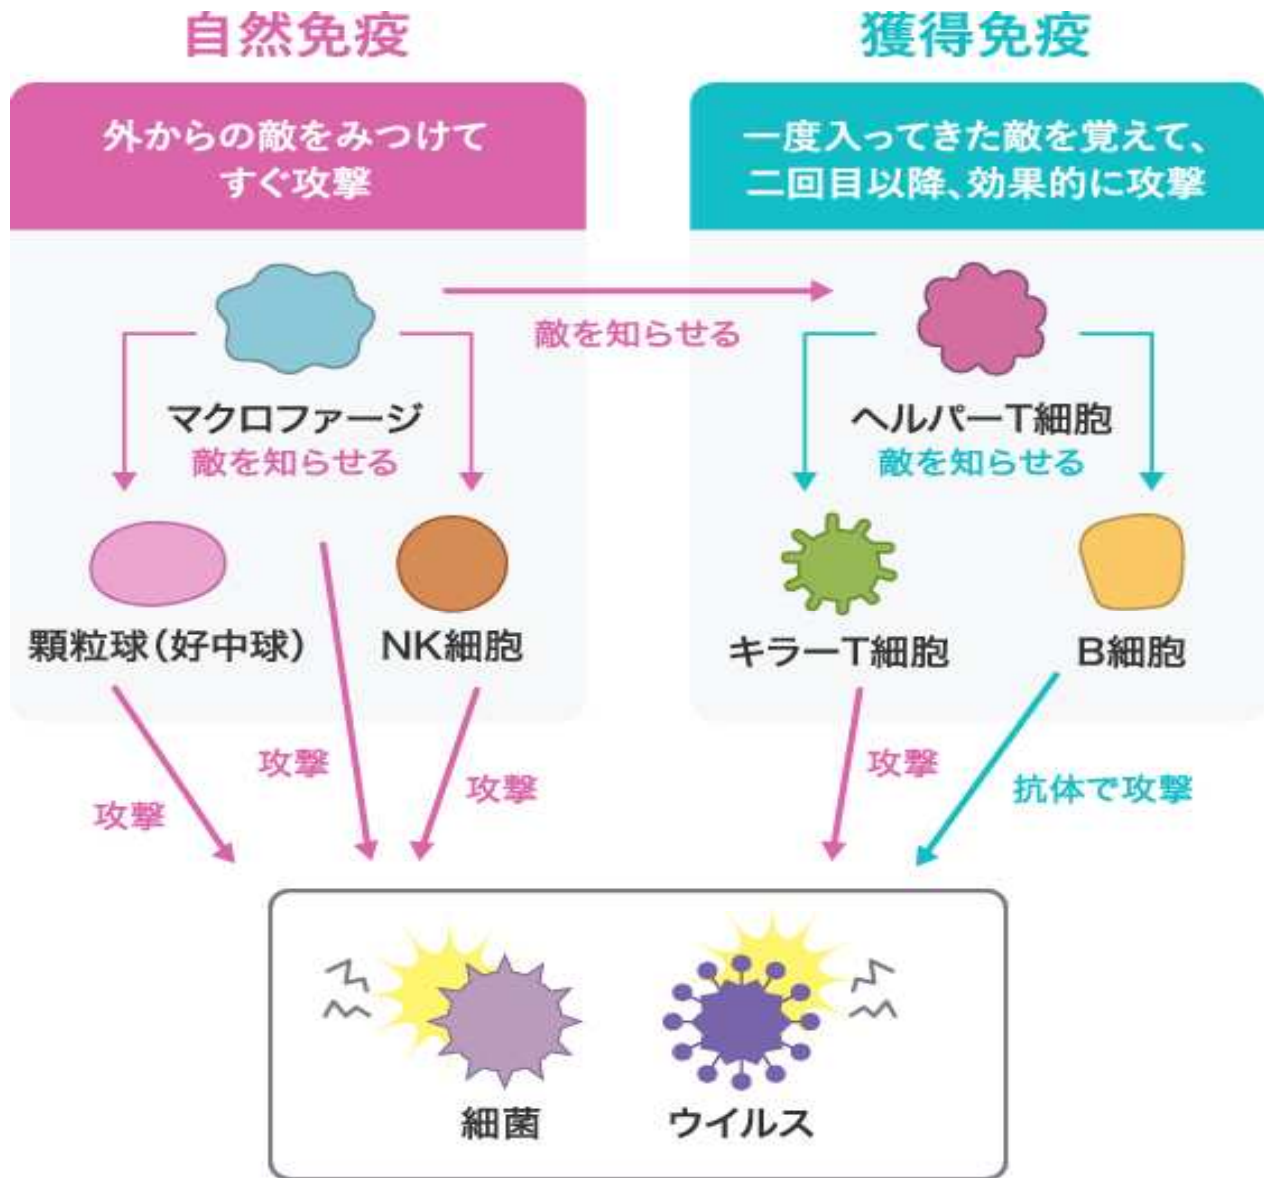 自然免疫
外からの敵をみつけて
すぐ攻撃
マクロファージ
敵を知らせる
顆粒球(好中球)
NK細胞
攻撃
攻撃
攻撃
敵を知らせる
獲得免疫
一度入ってきた敵を覚えて、
二回目以降、効果的に攻撃
ヘルパーT細胞
敵を知らせる
キラーT細胞
B細胞
攻撃
抗体で攻撃
細菌
ウイルス